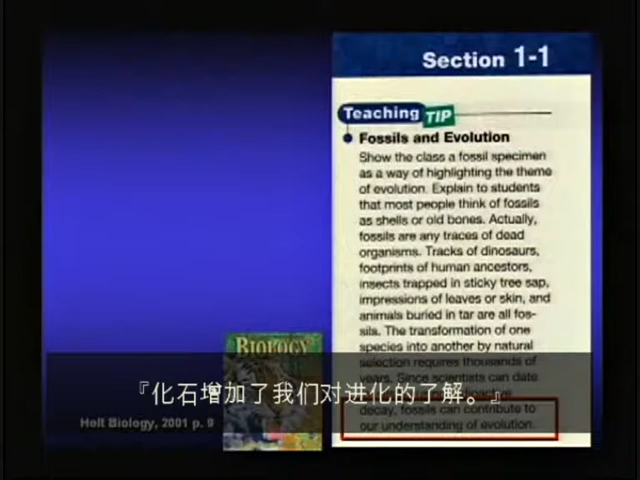 Section 1-1
Teaching TIP
Fossils and Evolution
Show the class a fossil specimen
as a way of highlighting the theme
of evolution. Explain to students
that most people think of fossils
as shells or old bones. Actually,
fossils are any traces of dead
organisms. Tracks of dinosaurs,
footprints of human ancestors,
insects trapped in sticky tree sap,
impressions of leaves or skin, and
animals buried in tar are all fos-
sils. The transformation of one
species into another by natural
selection requires thousands of
years. Since scientists can date
decay, fossils can contribute to
our understanding of evolution.
BIOLOGY
Holt Biology, 2001 p. 9
『化石增加了我们对进化的了解。』